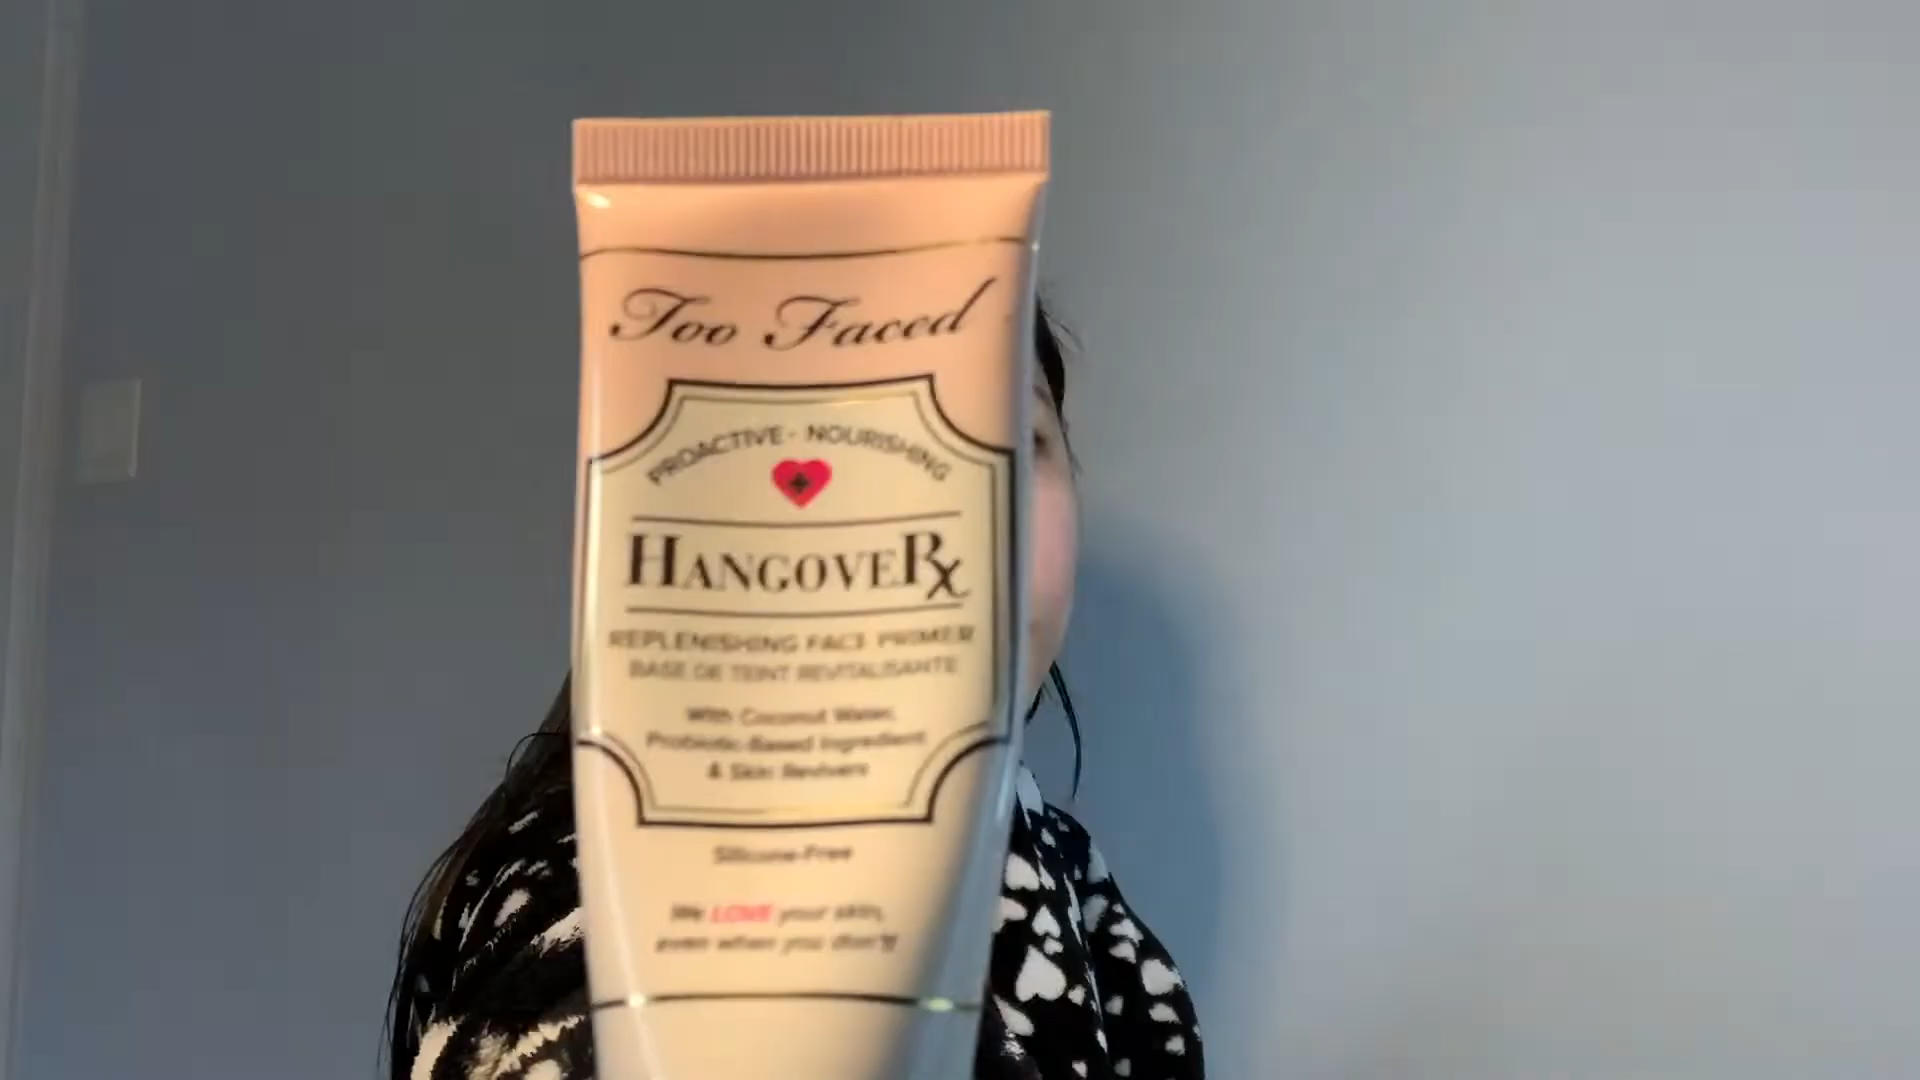 Too Faced
PROACTIVE · NOURISHING
HANGOVERx
REPLENISHING FACE PRIMER
BASE DE TEINT REVITALISANTE
With Coconut Water,
Probiotic-Based Ingredient
& Skin Revivers
Silicone-Free
We LOVE your skin,
even when you don't!